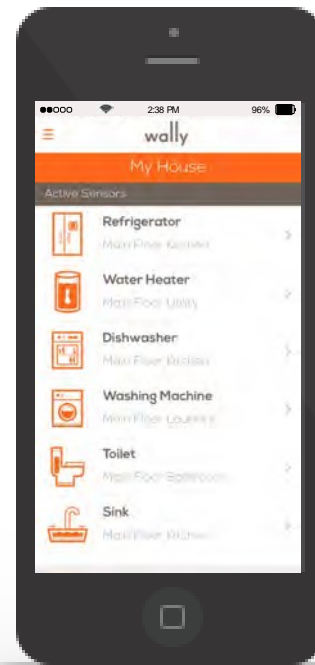 2:38 PM
96%
wally
My House
Active Sensors
Refrigerator
Main Floor Kitchen
Water Heater
Main Floor Utility
Dishwasher
Main Floor Kitchen
Washing Machine
Main Floor Laundry
Toilet
Main Floor Bathroom
Sink
Main Floor Kitchen